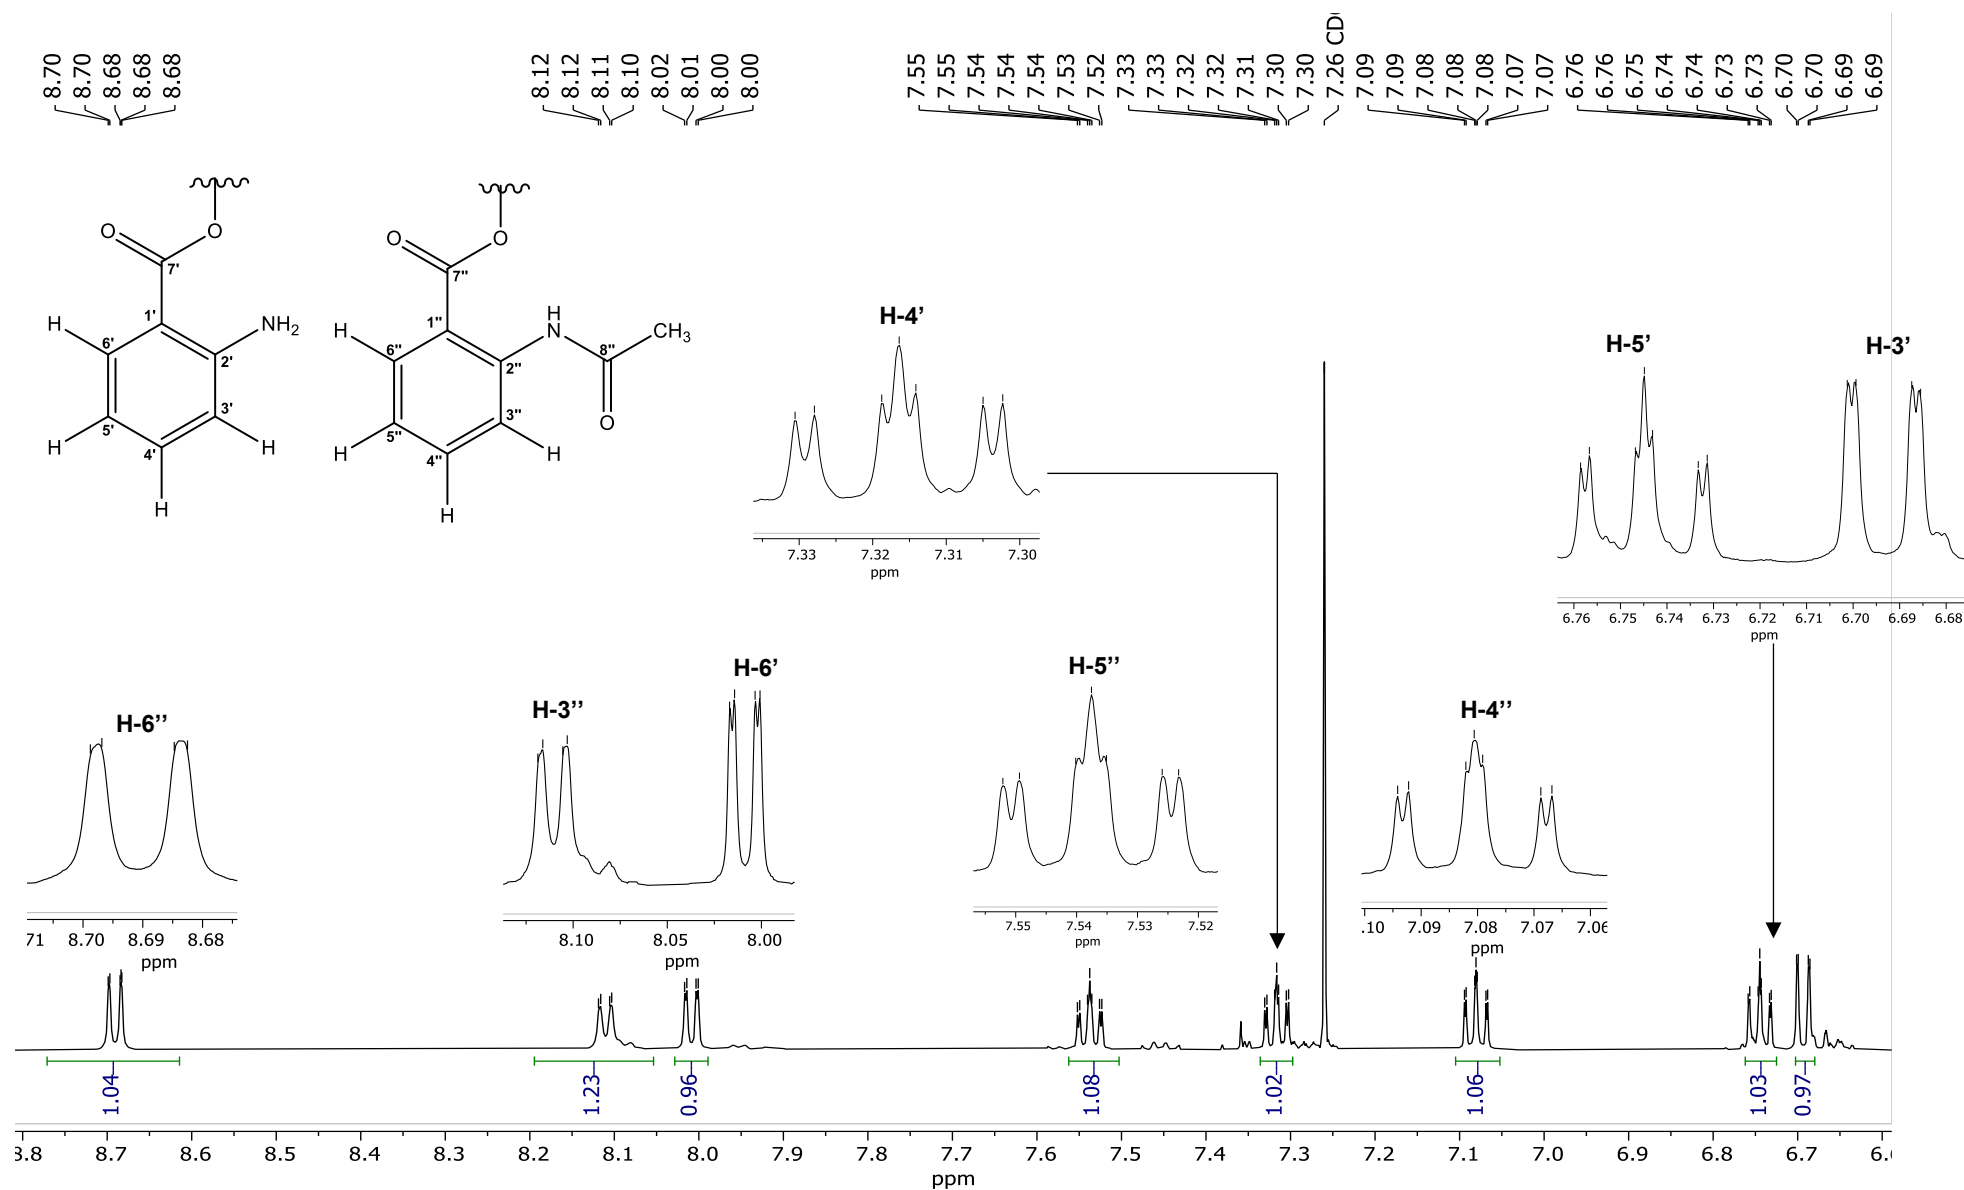 8.70 8.70 8.68 8.68 8.68 8.12 8.12 8.11 8.10 8.02 8.01 8.00 8.00 7.55 7.55 7.54 7.54 7.54 7.53 7.52 7.33 7.33 7.32 7.32 7.31 7.30 7.30 7.26 7.09 7.09 7.08 7.08 7.08 7.07 7.07 6.76 6.76 6.75 6.74 6.74 6.73 6.73 6.70 6.70 6.69 6.69
O O 7' 1' H 6' NH2 2' 3' 5' H H 4' H
O O 7'' 1'' H H N CH3 6'' 8'' 2'' 3'' O 5'' H H 4'' H
H-4’
7.33 7.32 7.31 7.30
ppm
H-5’ H-3’
6.76 6.75 6.74 6.73 6.72 6.71 6.70 6.69 6.68
ppm
H-6’’
71 8.70 8.69 8.68
ppm
H-3’’ H-6’
8.10 8.05 8.00
ppm
H-5’’
7.55 7.54 7.53 7.52
ppm
H-4’’
.10 7.09 7.08 7.07 7.06
ppm
1.04 1.23 0.96 1.08 1.02 1.06 1.03 0.97
8.7 8.6 8.5 8.4 8.3 8.2 8.1 8.0 7.9 7.8 7.7 7.6 7.5 7.4 7.3 7.2 7.1 7.0 6.9 6.8 6.7
ppm